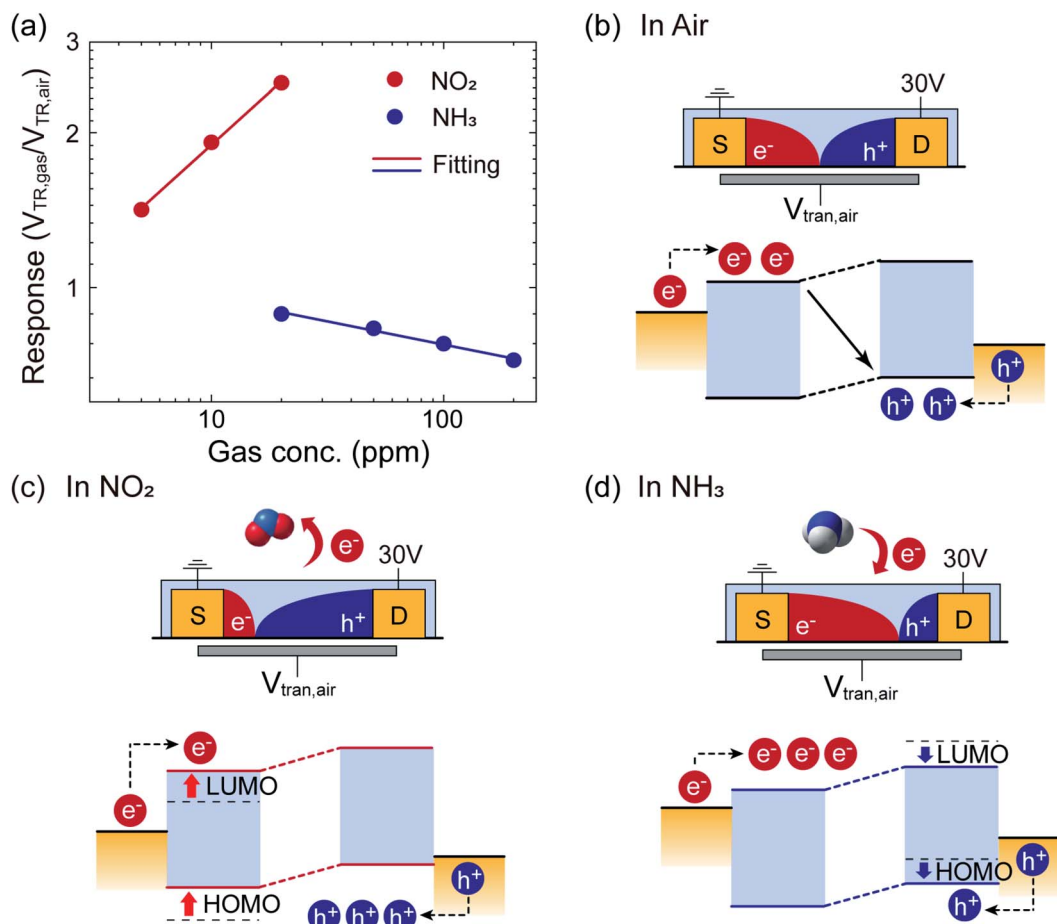 (a)
3
2
1
Response (V_TR,gas/V_TR,air)
NO₂
NH₃
Fitting
10
100
Gas conc. (ppm)
(b) In Air
30V
S
e⁻
h⁺
D
V_tran,air
e⁻ e⁻
e⁻
h⁺
h⁺ h⁺
(c) In NO₂
e⁻
30V
S
e⁻
h⁺
D
V_tran,air
e⁻
LUMO
e⁻
HOMO
h⁺
h⁺ h⁺ h⁺
(d) In NH₃
e⁻
30V
S
e⁻
h⁺
D
V_tran,air
e⁻ e⁻ e⁻
LUMO
e⁻
h⁺
HOMO
h⁺